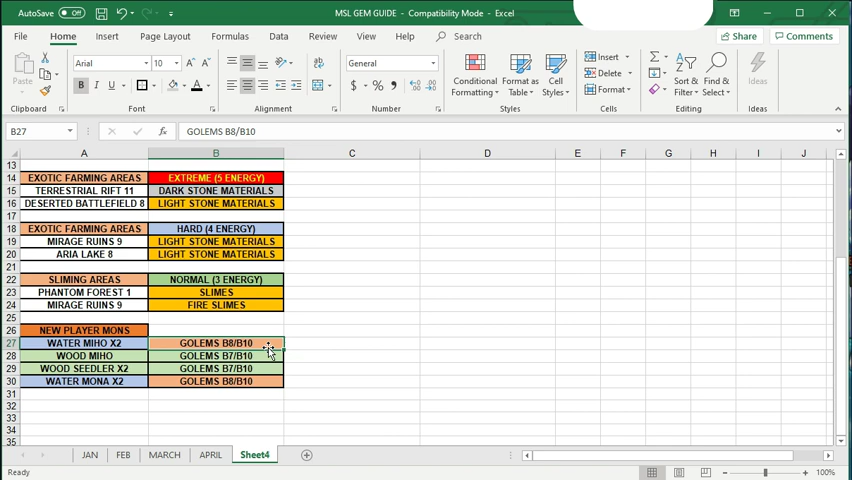 AutoSave Off MSL GEM GUIDE - Compatibility Mode - Excel
File Home Insert Page Layout Formulas Data Review View Help Search Share Comments
Paste Arial 10 A A General Conditional Formatting Format as Table Cell Styles Insert Delete Format Sort & Filter Find & Select Ideas
B I U $ % ,
Clipboard Font Alignment Number Styles Cells Editing Ideas
B27 fx GOLEMS B8/B10
A B C D E F G H I J
13
14 EXOTIC FARMING AREAS EXTREME (5 ENERGY)
15 TERRESTRIAL RIFT 11 DARK STONE MATERIALS
16 DESERTED BATTLEFIELD 8 LIGHT STONE MATERIALS
17
18 EXOTIC FARMING AREAS HARD (4 ENERGY)
19 MIRAGE RUINS 9 LIGHT STONE MATERIALS
20 ARIA LAKE 8 LIGHT STONE MATERIALS
21
22 SLIMING AREAS NORMAL (3 ENERGY)
23 PHANTOM FOREST 1 SLIMES
24 MIRAGE RUINS 9 FIRE SLIMES
25
26 NEW PLAYER MONS
27 WATER MIHO X2 GOLEMS B8/B10
28 WOOD MIHO GOLEMS B7/B10
29 WOOD SEEDLER X2 GOLEMS B7/B10
30 WATER MONA X2 GOLEMS B8/B10
31
32
33
34
35
JAN FEB MARCH APRIL Sheet4
Ready 100%